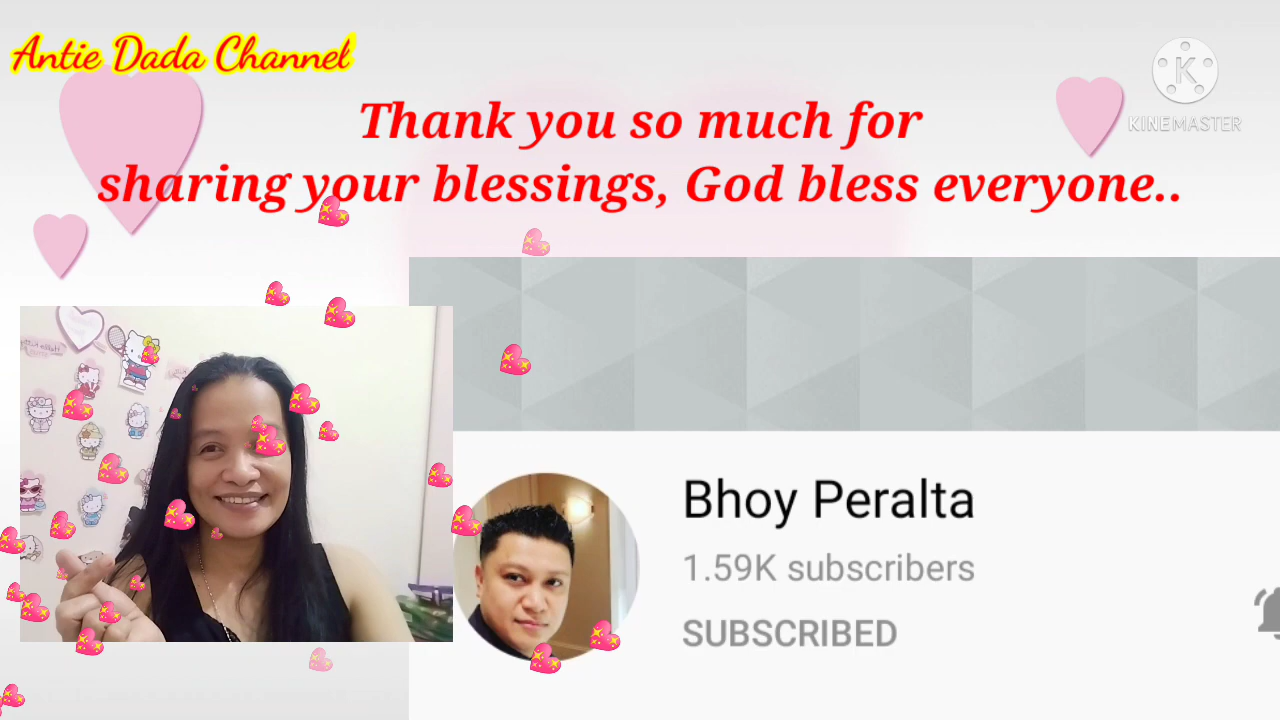 Antie Dada Channel
Thank you so much for
sharing your blessings, God bless everyone..
KINEMASTER
Bhoy Peralta
1.59K subscribers
SUBSCRIBED